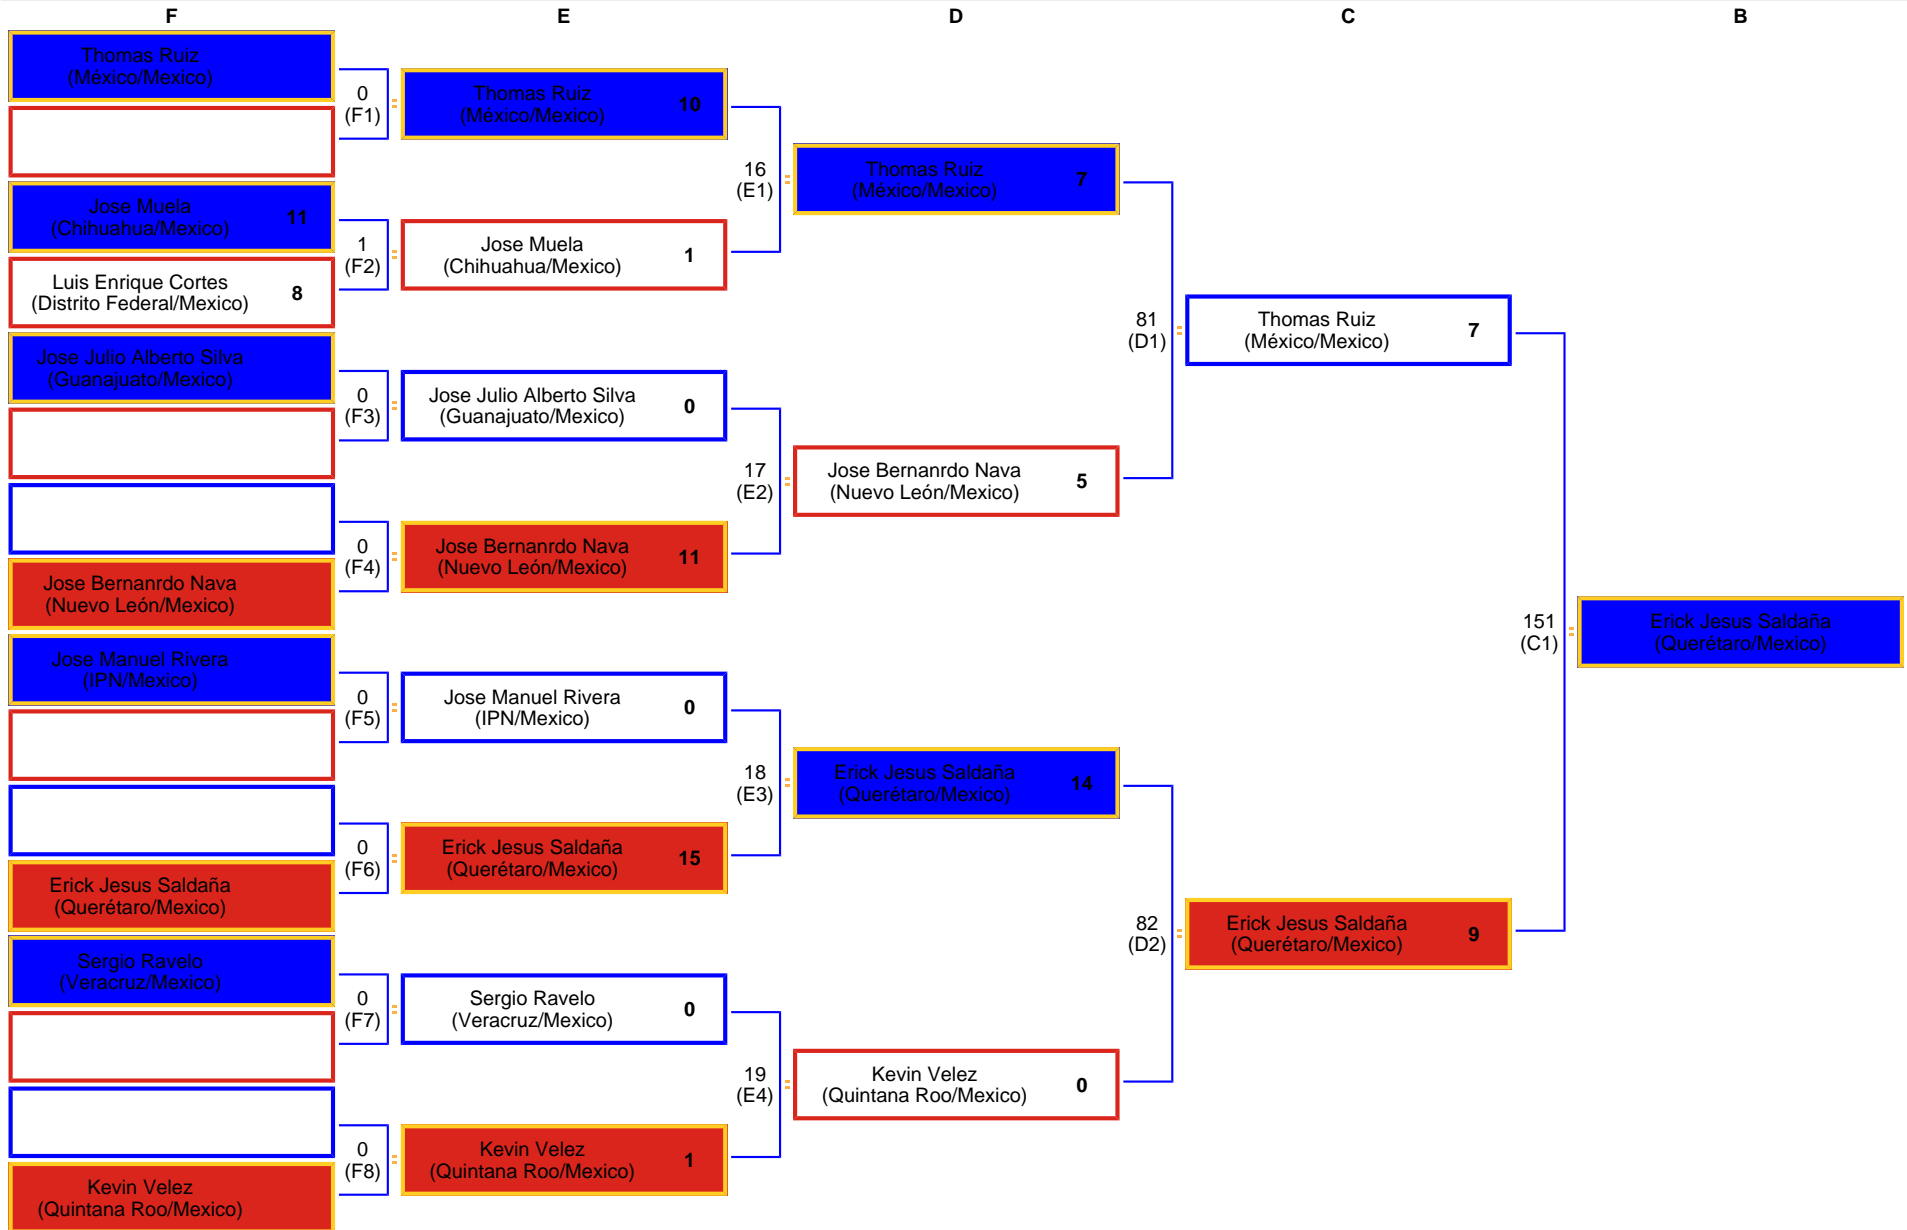 F
E
D
C
B
Thomas Ruiz
(México/Mexico)
0
(F1)
Jose Muela
(Chihuahua/Mexico)
11
1
(F2)
Luis Enrique Cortes
(Distrito Federal/Mexico)
8
Jose Julio Alberto Silva
(Guanajuato/Mexico)
0
(F3)
0
(F4)
Jose Bernanrdo Nava
(Nuevo León/Mexico)
Jose Manuel Rivera
(IPN/Mexico)
0
(F5)
0
(F6)
Erick Jesus Saldaña
(Querétaro/Mexico)
Sergio Ravelo
(Veracruz/Mexico)
0
(F7)
0
(F8)
Kevin Velez
(Quintana Roo/Mexico)
Thomas Ruiz
(México/Mexico)
10
16
(E1)
Jose Muela
(Chihuahua/Mexico)
1
Jose Julio Alberto Silva
(Guanajuato/Mexico)
0
17
(E2)
Jose Bernanrdo Nava
(Nuevo León/Mexico)
11
Jose Manuel Rivera
(IPN/Mexico)
0
18
(E3)
Erick Jesus Saldaña
(Querétaro/Mexico)
15
Sergio Ravelo
(Veracruz/Mexico)
0
19
(E4)
Kevin Velez
(Quintana Roo/Mexico)
1
Thomas Ruiz
(México/Mexico)
7
81
(D1)
Jose Bernanrdo Nava
(Nuevo León/Mexico)
5
Erick Jesus Saldaña
(Querétaro/Mexico)
14
82
(D2)
Kevin Velez
(Quintana Roo/Mexico)
0
Thomas Ruiz
(México/Mexico)
7
151
(C1)
Erick Jesus Saldaña
(Querétaro/Mexico)
9
Erick Jesus Saldaña
(Querétaro/Mexico)